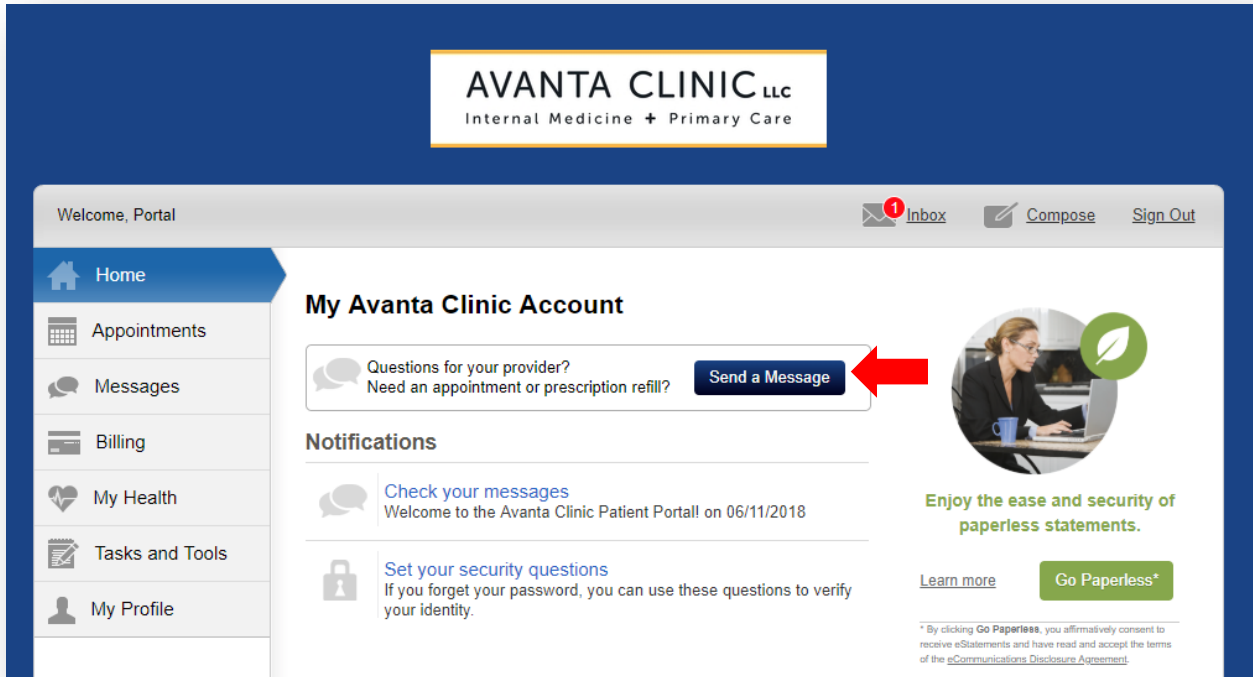 AVANTA CLINIC LLC
Internal Medicine + Primary Care
Welcome, Portal
1
Inbox
Compose
Sign Out
Home
Appointments
Messages
Billing
My Health
Tasks and Tools
My Profile
My Avanta Clinic Account
Questions for your provider?
Need an appointment or prescription refill?
Send a Message
Notifications
Check your messages
Welcome to the Avanta Clinic Patient Portal! on 06/11/2018
Set your security questions
If you forget your password, you can use these questions to verify
your identity.
Enjoy the ease and security of
paperless statements.
Learn more
Go Paperless*
* By clicking Go Paperless, you affirmatively consent to
receive eStatements and have read and accept the terms
of the eCommunications Disclosure Agreement.